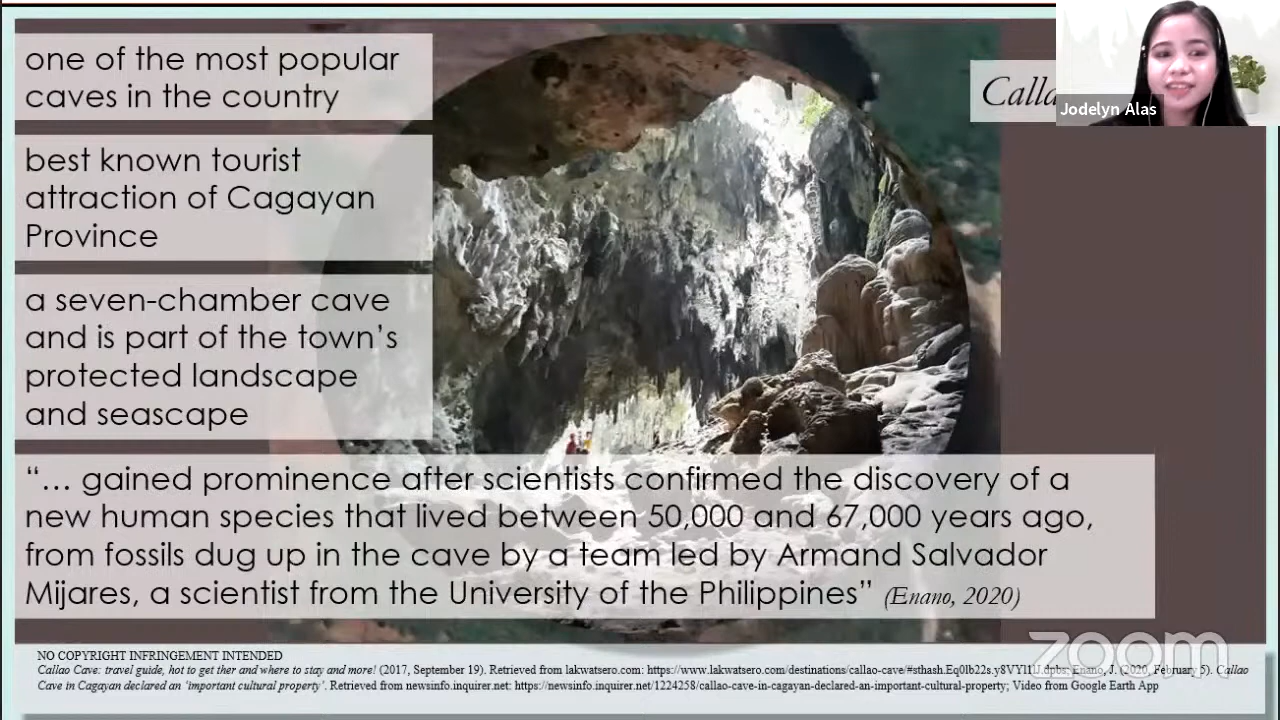 one of the most popular
caves in the country
Calla
Jodelyn Alas
best known tourist
attraction of Cagayan
Province
a seven-chamber cave
and is part of the town's
protected landscape
and seascape
“… gained prominence after scientists confirmed the discovery of a
new human species that lived between 50,000 and 67,000 years ago,
from fossils dug up in the cave by a team led by Armand Salvador
Mijares, a scientist from the University of the Philippines” (Enano, 2020)
zoom
NO COPYRIGHT INFRINGEMENT INTENDED
Callao Cave: travel guide, hot to get ther and where to stay and more! (2017, September 19). Retrieved from lakwatsero.com: https://www.lakwatsero.com/destinations/callao-cave/#sthash.Eq0lb22s.y8VYl1U.dpbs; Enano, J. (2020, February 5). Callao
Cave in Cagayan declared an 'important cultural property'. Retrieved from newsinfo.inquirer.net: https://newsinfo.inquirer.net/1224258/callao-cave-in-cagayan-declared-an-important-cultural-property; Video from Google Earth App